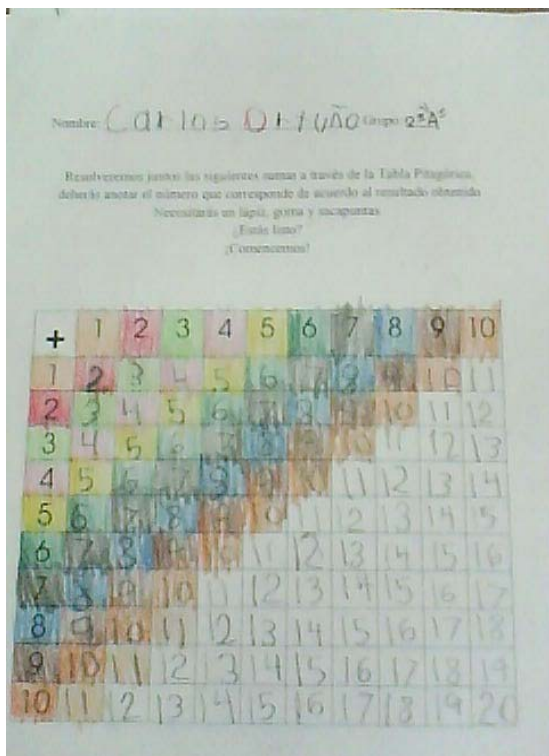 Nombre: Carlos Ortuño Grupo: 2°A
Resolveremos juntos las siguientes sumas a través de la Tabla Pitagórica,
deberás anotar el número que corresponde de acuerdo al resultado obtenido
Necesitarás un lápiz, goma y sacapuntas
¿Estás listo?
¡Comencemos!
+ 1 2 3 4 5 6 7 8 9 10
1 2 3 4 5 6 7 8 9 10 11
2 3 4 5 6 7 8 9 10 11 12
3 4 5 6 7 8 9 10 11 12 13
4 5 6 7 8 9 10 11 12 13 14
5 6 7 8 9 10 11 12 13 14 15
6 7 8 9 10 11 12 13 14 15 16
7 8 9 10 11 12 13 14 15 16 17
8 9 10 11 12 13 14 15 16 17 18
9 10 11 12 13 14 15 16 17 18 19
10 11 12 13 14 15 16 17 18 19 20